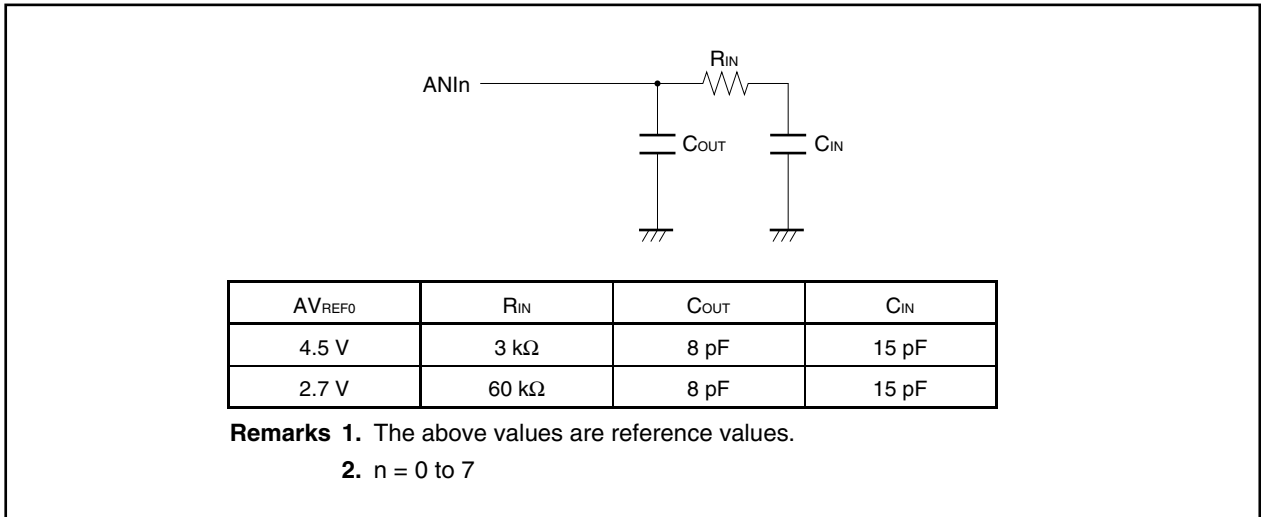 RIN
ANIn
COUT CIN
AVREF0 RIN COUT CIN
4.5 V 3 kΩ 8 pF 15 pF
2.7 V 60 kΩ 8 pF 15 pF
Remarks 1. The above values are reference values.
2. n = 0 to 7